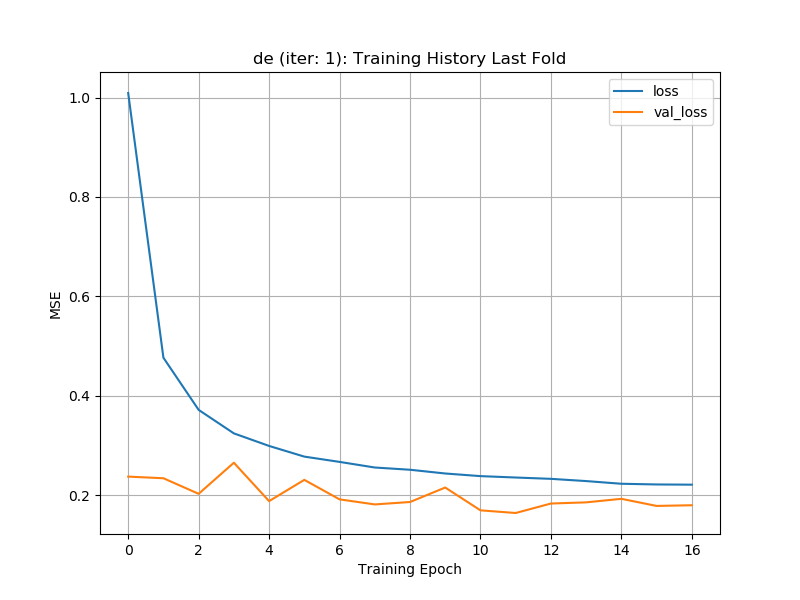 de (iter: 1): Training History Last Fold
loss
val_loss
MSE
1.0
0.8
0.6
0.4
0.2
0 2 4 6 8 10 12 14 16
Training Epoch